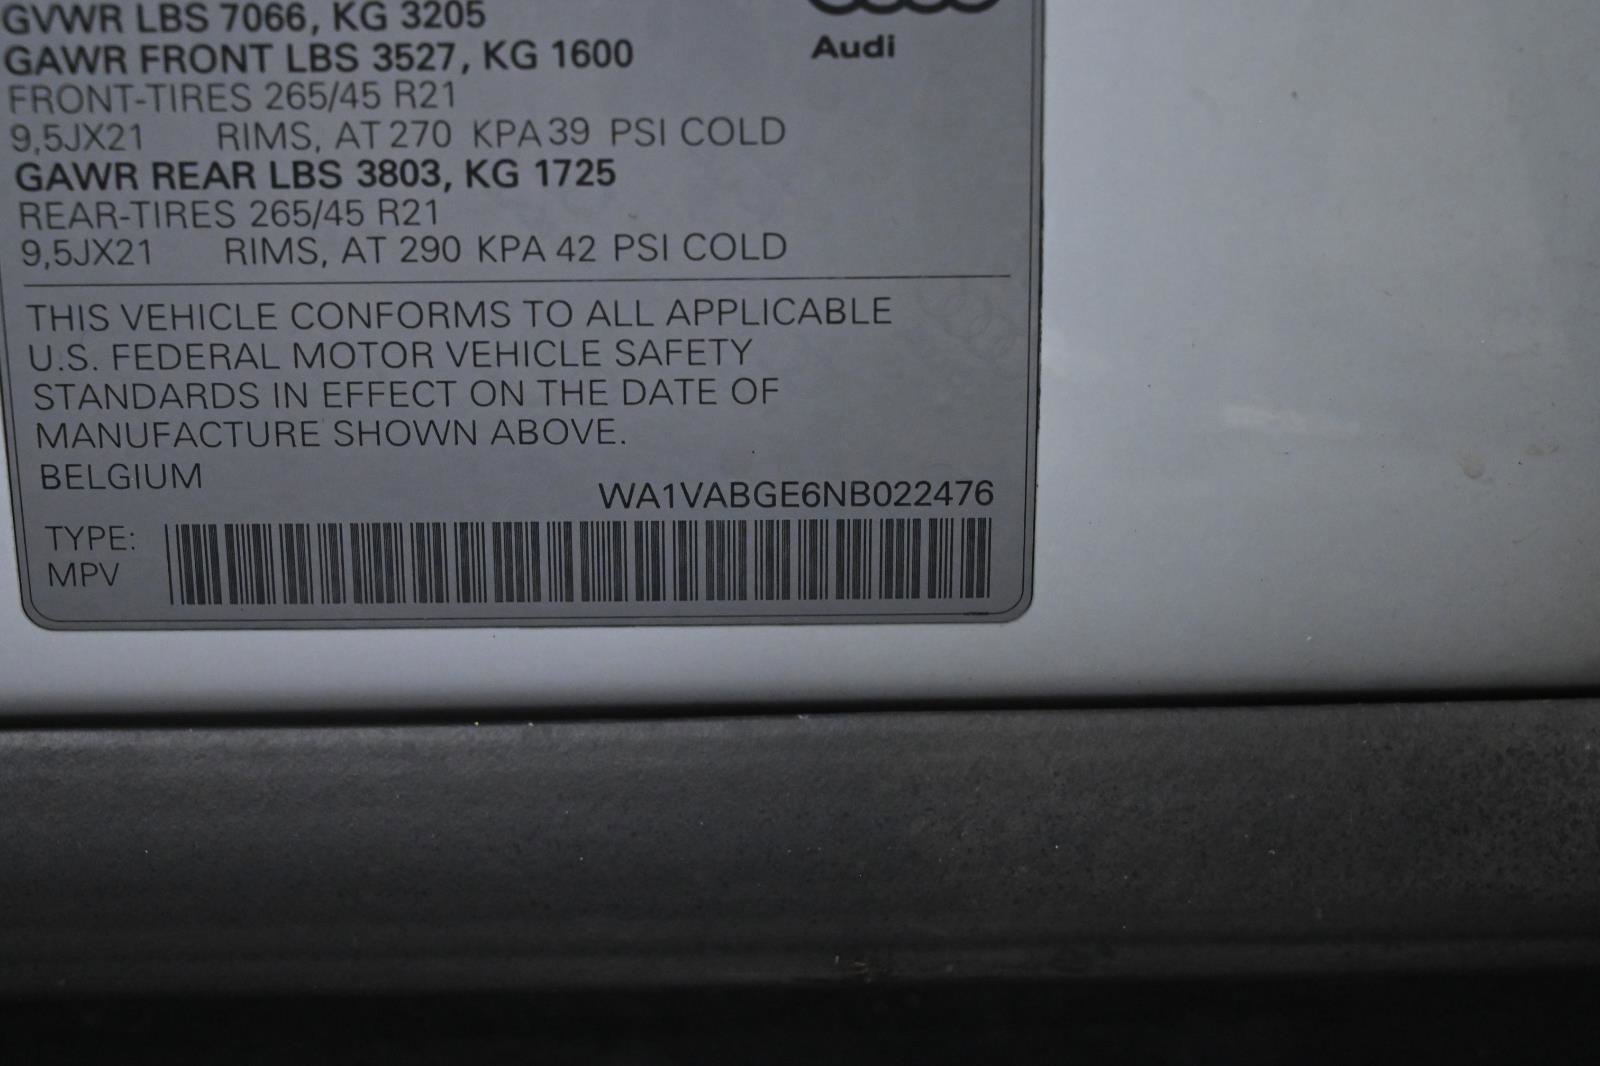 GVWR LBS 7066, KG 3205
Audi
GAWR FRONT LBS 3527, KG 1600
FRONT-TIRES 265/45 R21
9,5JX21 RIMS, AT 270 KPA 39 PSI COLD
GAWR REAR LBS 3803, KG 1725
REAR-TIRES 265/45 R21
9,5JX21 RIMS, AT 290 KPA 42 PSI COLD
THIS VEHICLE CONFORMS TO ALL APPLICABLE
U.S. FEDERAL MOTOR VEHICLE SAFETY
STANDARDS IN EFFECT ON THE DATE OF
MANUFACTURE SHOWN ABOVE.
BELGIUM
WA1VABGE6NB022476
TYPE:
MPV